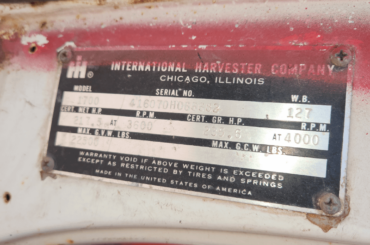 IH ® INTERNATIONAL HARVESTER COMPANY
CHICAGO, ILLINOIS
MODEL SERIAL NO. W.B.
127
CERT. NET H.P. R.P.M. CERT. GR. H.P. R.P.M
AT AT 4000
MAX. G.V.W. LBS. MAX. G.C.W. LBS.
WARRANTY VOID IF ABOVE WEIGHT IS EXCEEDED
EXCEPT AS RESTRICTED BY TIRES AND SPRINGS
MADE IN THE UNITED STATES OF AMERICA